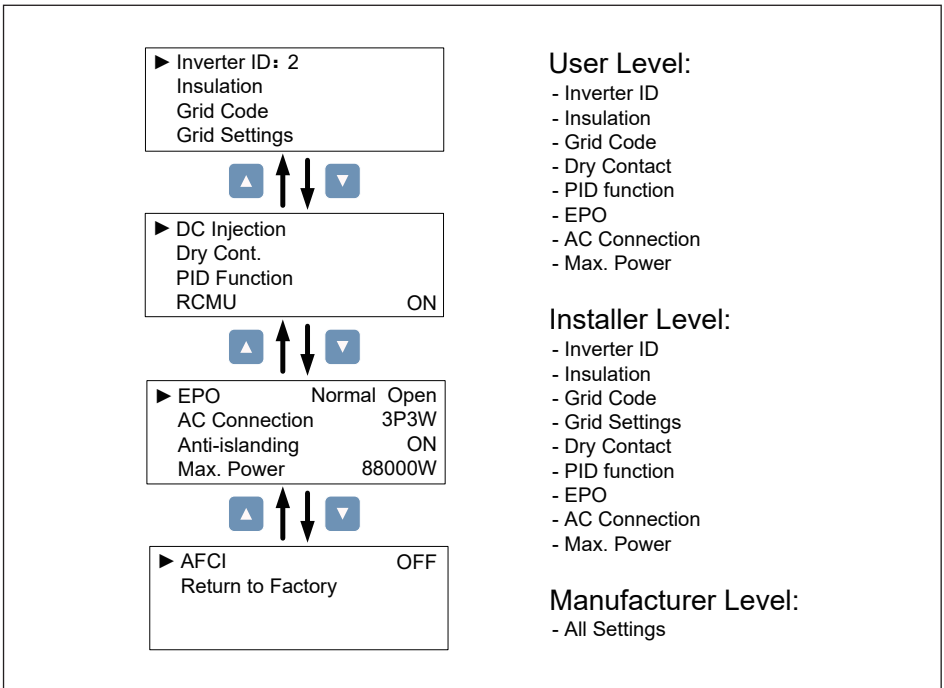 ► Inverter ID：2
Insulation
Grid Code
Grid Settings
▲ ▼
► DC Injection
Dry Cont.
PID Function
RCMU ON
▲ ▼
► EPO Normal Open
AC Connection 3P3W
Anti-islanding ON
Max. Power 88000W
▲ ▼
► AFCI OFF
Return to Factory
User Level:
- Inverter ID
- Insulation
- Grid Code
- Dry Contact
- PID function
- EPO
- AC Connection
- Max. Power
Installer Level:
- Inverter ID
- Insulation
- Grid Code
- Grid Settings
- Dry Contact
- PID function
- EPO
- AC Connection
- Max. Power
Manufacturer Level:
- All Settings